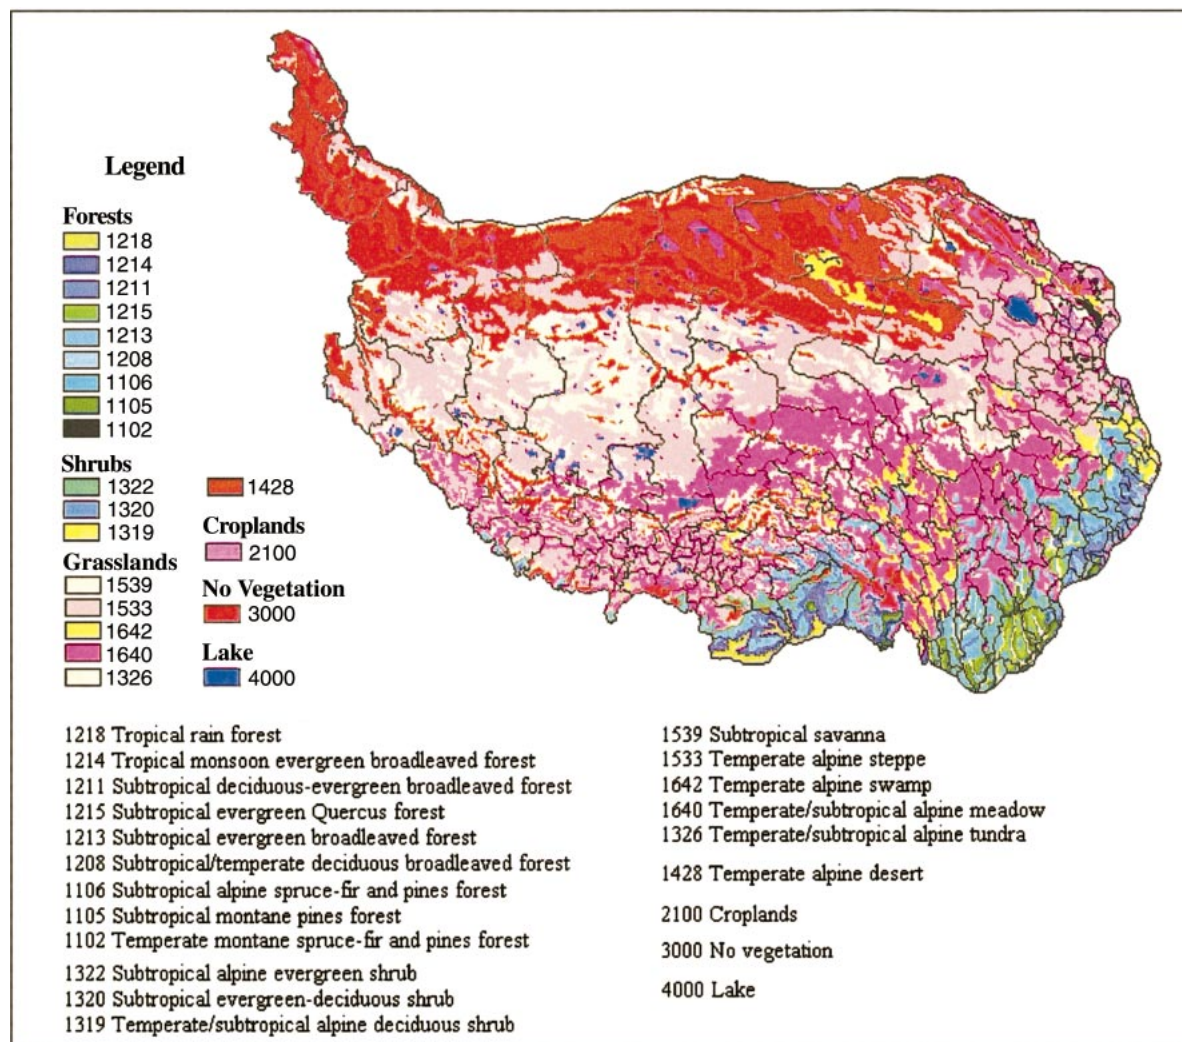 Legend
Forests
1218
1214
1211
1215
1213
1208
1106
1105
1102
Shrubs
1322
1320
1319
Grasslands
1539
1533
1642
1640
1326
1428
Croplands
2100
No Vegetation
3000
Lake
4000
1218 Tropical rain forest
1214 Tropical monsoon evergreen broadleaved forest
1211 Subtropical deciduous-evergreen broadleaved forest
1215 Subtropical evergreen Quercus forest
1213 Subtropical evergreen broadleaved forest
1208 Subtropical/temperate deciduous broadleaved forest
1106 Subtropical alpine spruce-fir and pines forest
1105 Subtropical montane pines forest
1102 Temperate montane spruce-fir and pines forest
1322 Subtropical alpine evergreen shrub
1320 Subtropical evergreen-deciduous shrub
1319 Temperate/subtropical alpine deciduous shrub
1539 Subtropical savanna
1533 Temperate alpine steppe
1642 Temperate alpine swamp
1640 Temperate/subtropical alpine meadow
1326 Temperate/subtropical alpine tundra
1428 Temperate alpine desert
2100 Croplands
3000 No vegetation
4000 Lake